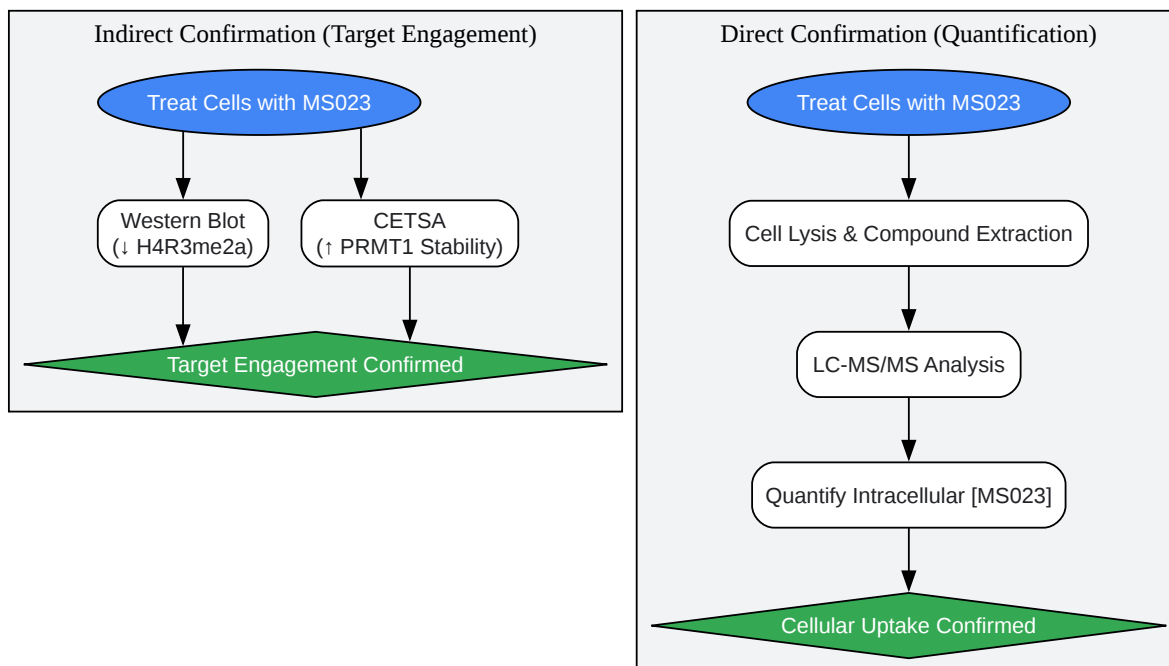 Indirect Confirmation (Target Engagement)
Treat Cells with MS023
Western Blot
(↓ H4R3me2a)
CETSA
(↑ PRMT1 Stability)
Target Engagement Confirmed
Direct Confirmation (Quantification)
Treat Cells with MS023
Cell Lysis & Compound Extraction
LC-MS/MS Analysis
Quantify Intracellular [MS023]
Cellular Uptake Confirmed